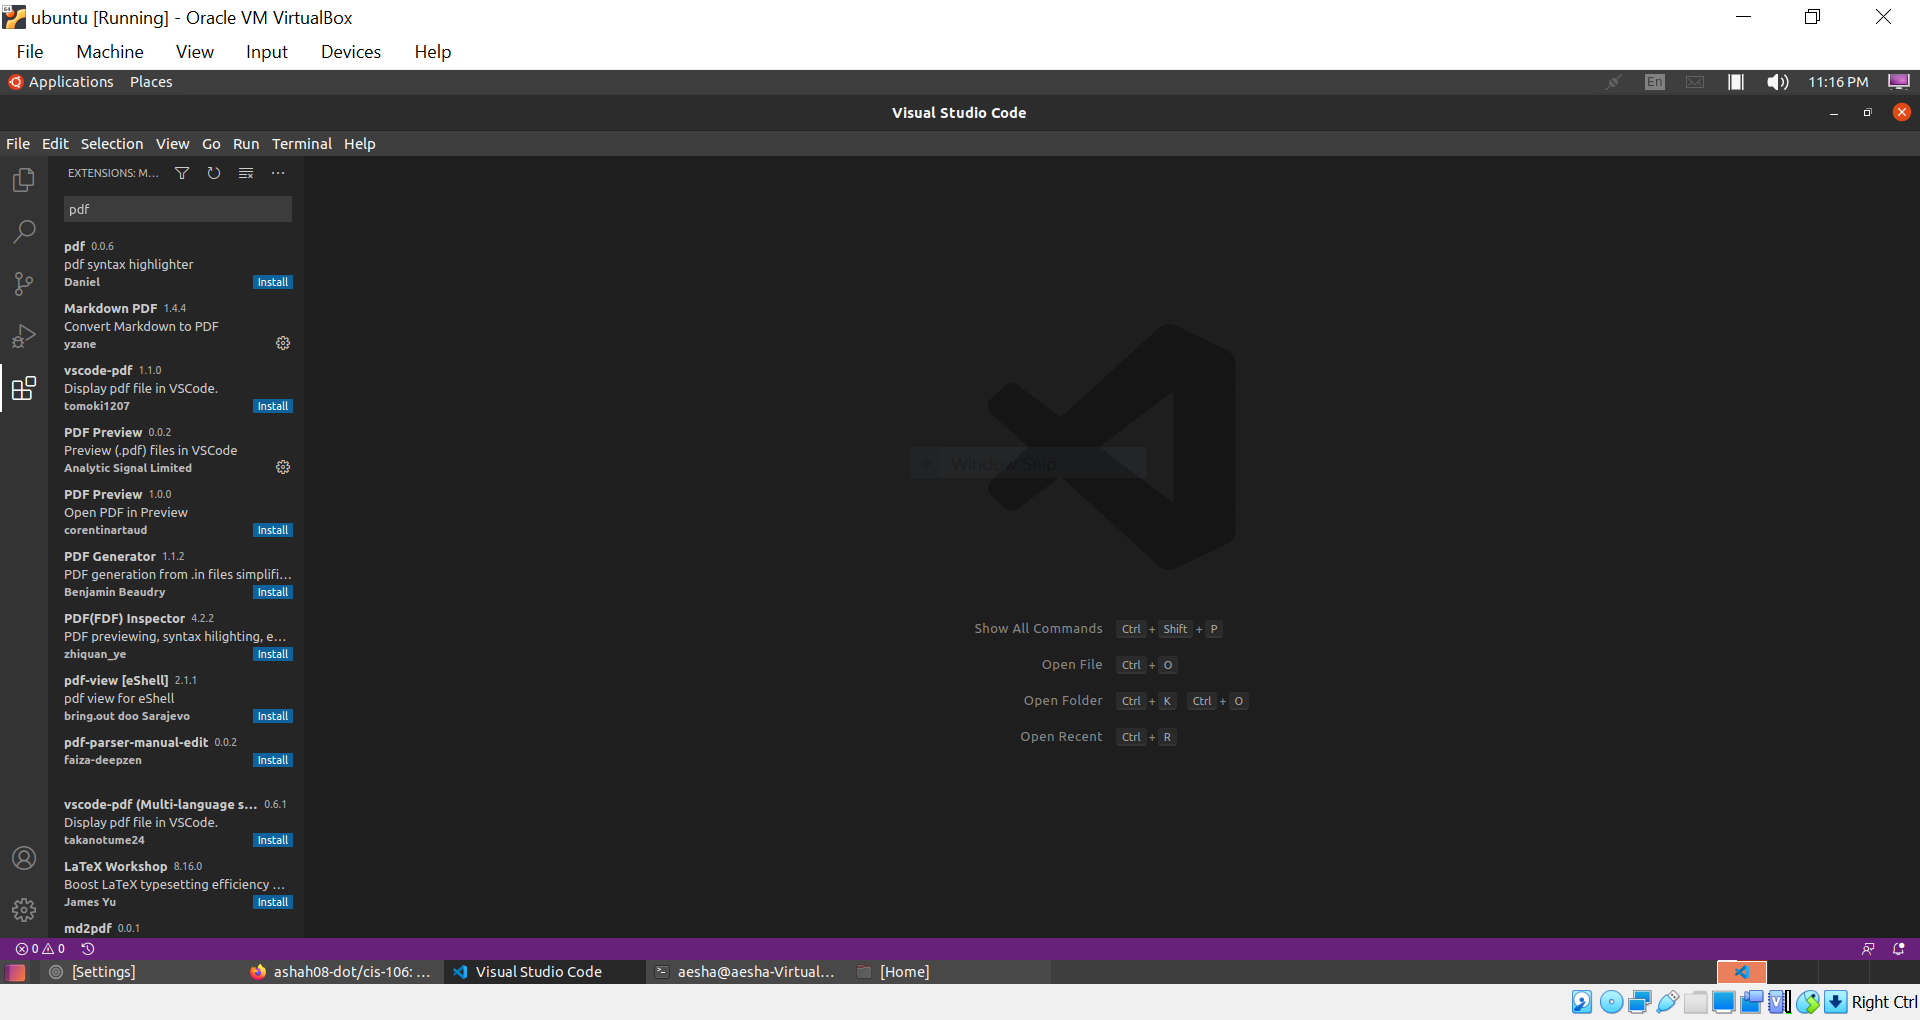 ubuntu [Running] - Oracle VM VirtualBox
File Machine View Input Devices Help
Applications Places En 11:16 PM
Visual Studio Code
File Edit Selection View Go Run Terminal Help
EXTENSIONS: M...
pdf
pdf 0.0.6
pdf syntax highlighter
Daniel Install
Markdown PDF 1.4.4
Convert Markdown to PDF
yzane
vscode-pdf 1.1.0
Display pdf file in VSCode.
tomoki1207 Install
PDF Preview 0.0.2
Preview (.pdf) files in VSCode
Analytic Signal Limited
PDF Preview 1.0.0
Open PDF in Preview
corentinartaud Install
PDF Generator 1.1.2
PDF generation from .in files simplifi...
Benjamin Beaudry Install
PDF(FDF) Inspector 4.2.2
PDF previewing, syntax hilighting, e...
zhiquan_ye Install
pdf-view [eShell] 2.1.1
pdf view for eShell
bring.out doo Sarajevo Install
pdf-parser-manual-edit 0.0.2
faiza-deepzen Install
vscode-pdf (Multi-language s... 0.6.1
Display pdf file in VSCode.
takanotume24 Install
LaTeX Workshop 8.16.0
Boost LaTeX typesetting efficiency ...
James Yu Install
md2pdf 0.0.1
Window Snip
Show All Commands Ctrl + Shift + P
Open File Ctrl + O
Open Folder Ctrl + K Ctrl + O
Open Recent Ctrl + R
0 0
[Settings] ashah08-dot/cis-106: ... Visual Studio Code aesha@aesha-Virtual... [Home]
Right Ctrl